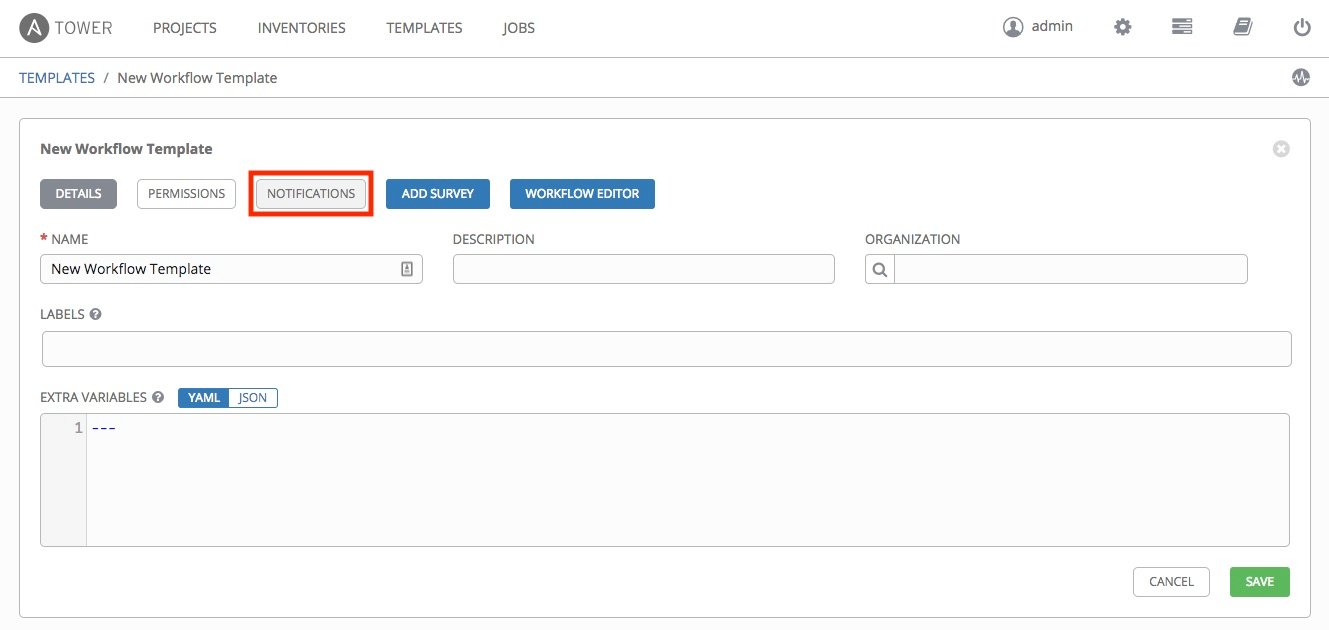 A TOWER PROJECTS INVENTORIES TEMPLATES JOBS admin
TEMPLATES / New Workflow Template
New Workflow Template
DETAILS PERMISSIONS NOTIFICATIONS ADD SURVEY WORKFLOW EDITOR
* NAME DESCRIPTION ORGANIZATION
New Workflow Template
LABELS ?
EXTRA VARIABLES ? YAML JSON
1 ---
CANCEL SAVE